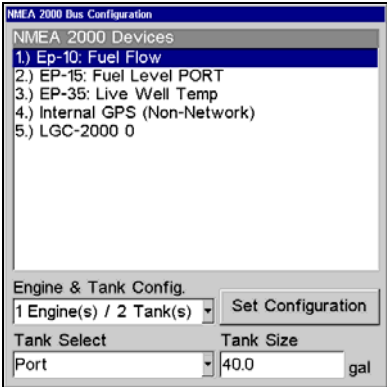 NMEA 2000 Bus Configuration
NMEA 2000 Devices
1.) Ep-10: Fuel Flow
2.) EP-15: Fuel Level PORT
3.) EP-35: Live Well Temp
4.) Internal GPS (Non-Network)
5.) LGC-2000 0
Engine & Tank Config.
1 Engine(s) / 2 Tank(s)
Set Configuration
Tank Select
Tank Size
Port
40.0 gal